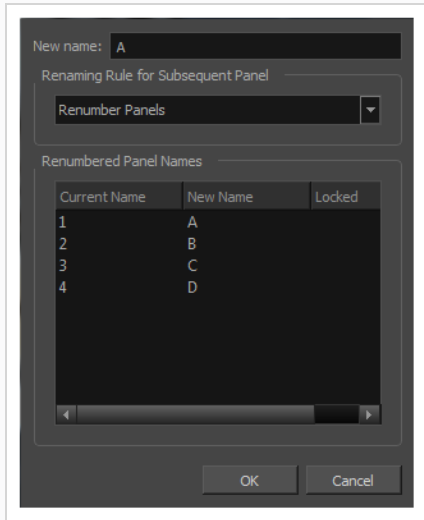 New name: A
Renaming Rule for Subsequent Panel
Renumber Panels
Renumbered Panel Names
Current Name New Name Locked
1 A
2 B
3 C
4 D
OK Cancel